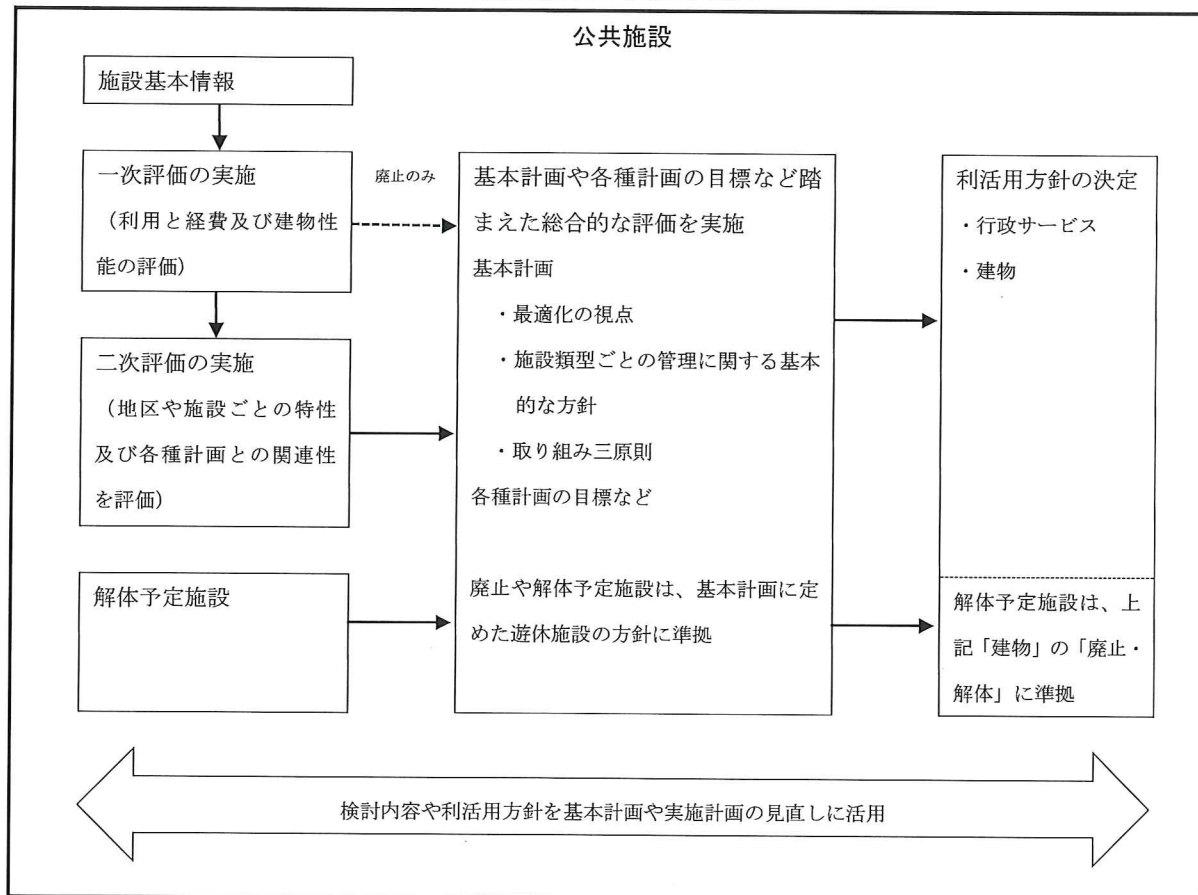 公共施設
施設基本情報
一次評価の実施
（利用と経費及び建物性
能の評価）
廃止のみ
二次評価の実施
（地区や施設ごとの特性
及び各種計画との関連性
を評価）
解体予定施設
基本計画や各種計画の目標など踏
まえた総合的な評価を実施
基本計画
・最適化の視点
・施設類型ごとの管理に関する基本
的な方針
・取り組み三原則
各種計画の目標など
廃止や解体予定施設は、基本計画に定
めた遊休施設の方針に準拠
利活用方針の決定
・行政サービス
・建物
解体予定施設は、上
記「建物」の「廃止・
解体」に準拠
検討内容や利活用方針を基本計画や実施計画の見直しに活用